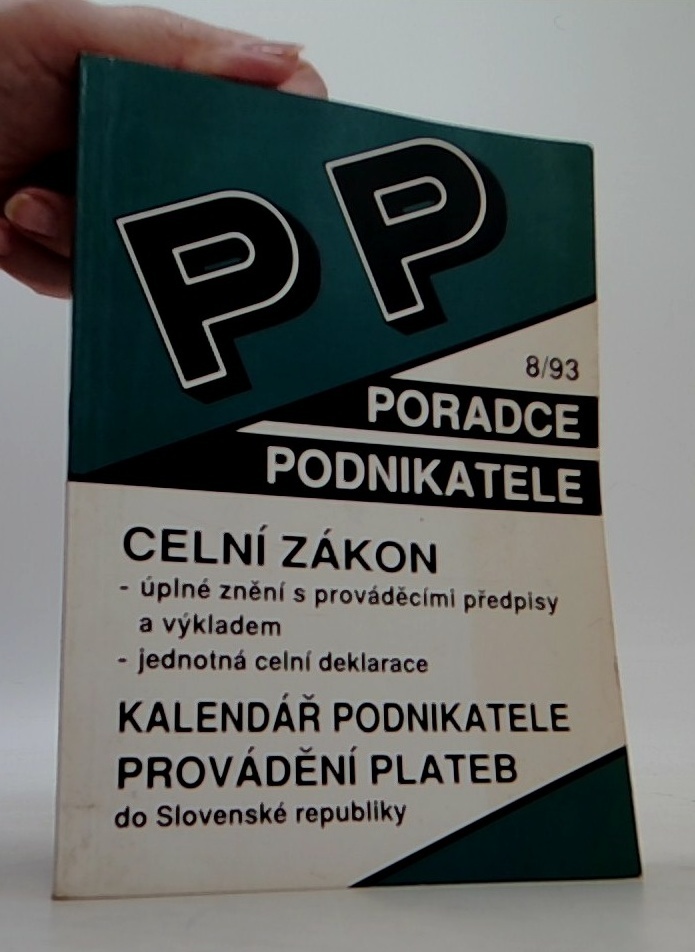 PP
8/93
PORADCE
PODNIKATELE
CELNÍ ZÁKON
- úplné znění s prováděcími předpisy
a výkladem
- jednotná celní deklarace
KALENDÁŘ PODNIKATELE
PROVÁDĚNÍ PLATEB
do Slovenské republiky